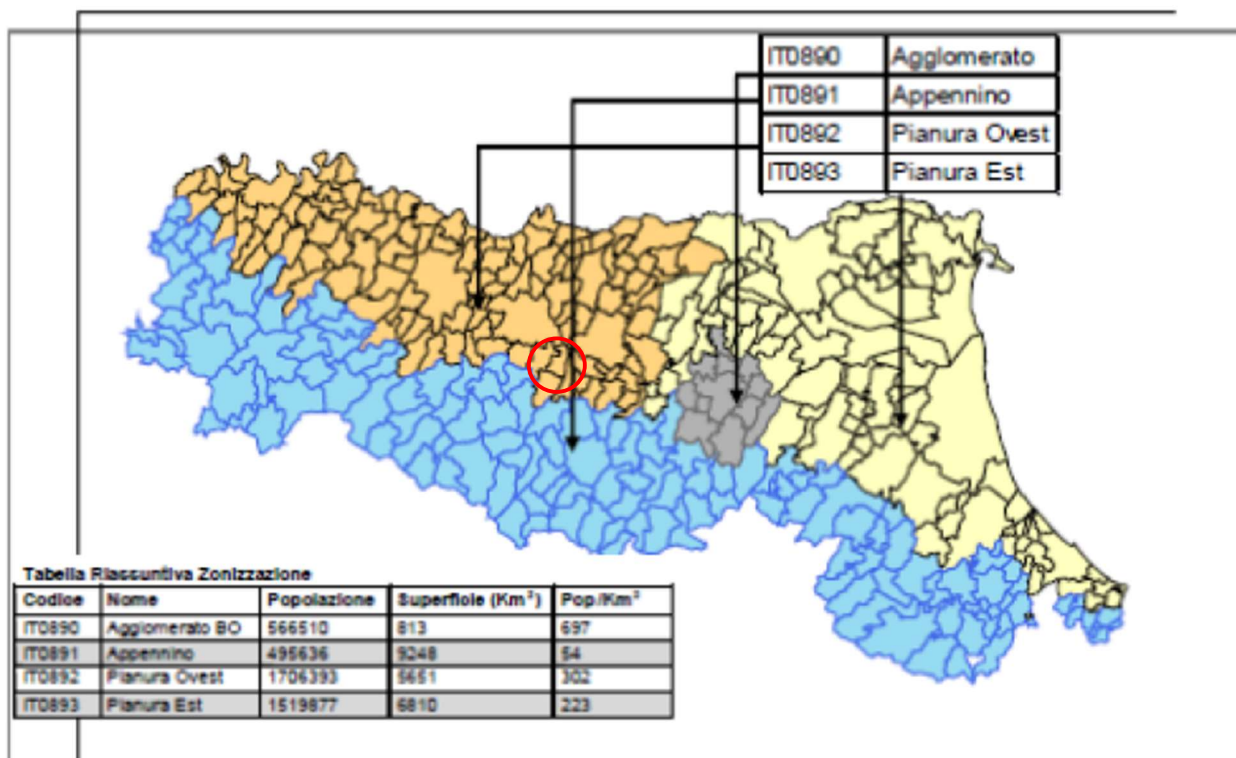 IT0890 Agglomerato
IT0891 Appennino
IT0892 Pianura Ovest
IT0893 Pianura Est
Tabella Riassuntiva Zonizzazione
Codice Nome Popolazione Superficie (Km²) Pop./Km²
IT0890 Agglomerato BO 566510 813 697
IT0891 Appennino 495636 9248 54
IT0892 Pianura Ovest 1706393 5651 302
IT0893 Pianura Est 1519877 6810 223